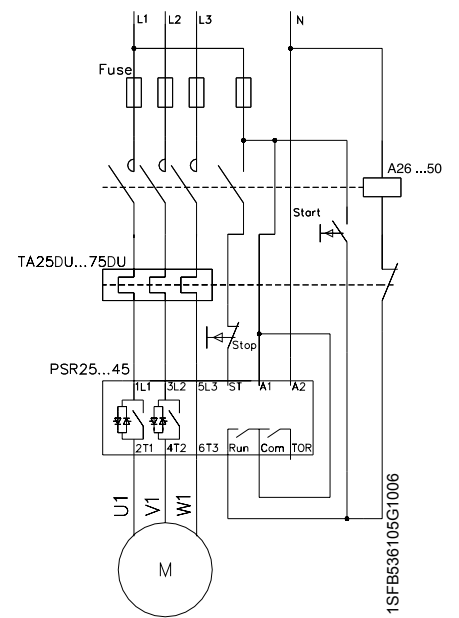 L1 L2 L3 N
Fuse
A26...50
Start
TA25DU...75DU
Stop
PSR25...45
1L1 3L2 5L3 ST A1 A2
2T1 4T2 6T3 Run Com TOR
U1 V1 W1
M
1SFB536105G1006